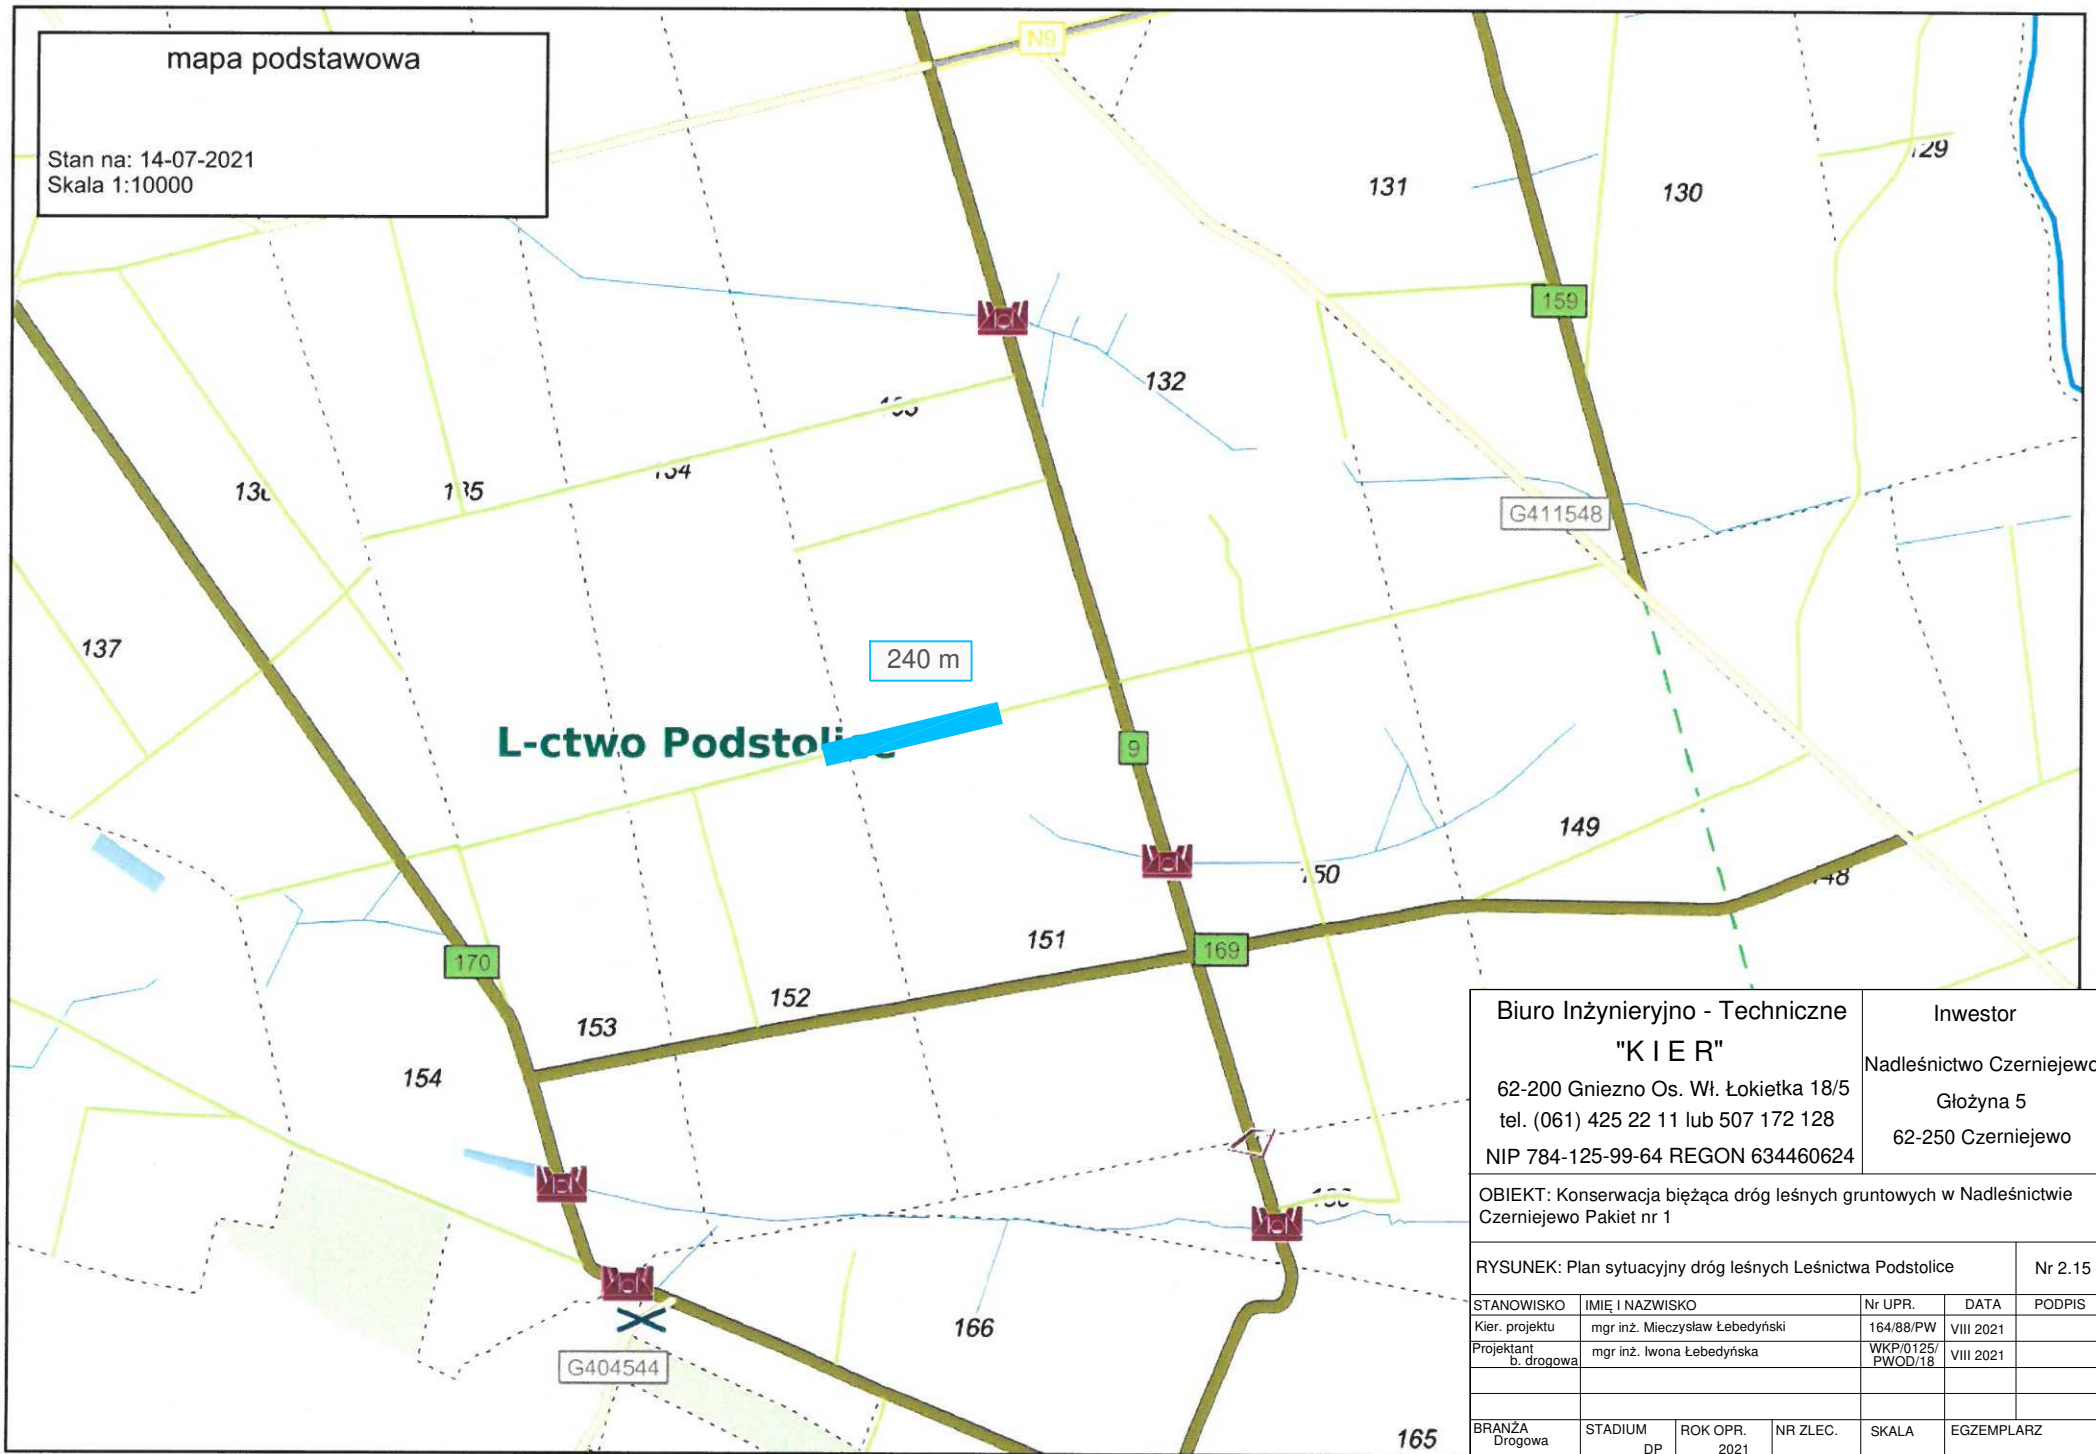 mapa podstawowa
Stan na: 14-07-2021
Skala 1:10000
N9
131
130
129
159
132
135
134
G411548
137
240 m
L-ctwo Podstolice
9
149
150
148
151
169
170
152
153
154
166
G404544
165
Biuro Inżynieryjno - Techniczne
"K I E R"
62-200 Gniezno Os. Wł. Łokietka 18/5
tel. (061) 425 22 11 lub 507 172 128
NIP 784-125-99-64 REGON 634460624
Inwestor
Nadleśnictwo Czerniejewo
Głożyna 5
62-250 Czerniejewo
OBIEKT: Konserwacja bieżąca dróg leśnych gruntowych w Nadleśnictwie
Czerniejewo Pakiet nr 1
RYSUNEK: Plan sytuacyjny dróg leśnych Leśnictwa Podstolice Nr 2.15
STANOWISKO IMIĘ I NAZWISKO Nr UPR. DATA PODPIS
Kier. projektu mgr inż. Mieczysław Łebedyński 164/88/PW VIII 2021
Projektant b. drogowa mgr inż. Iwona Łebedyńska WKP/0125/ PWOD/18 VIII 2021
BRANŻA STADIUM ROK OPR. NR ZLEC. SKALA EGZEMPLARZ
Drogowa DP 2021